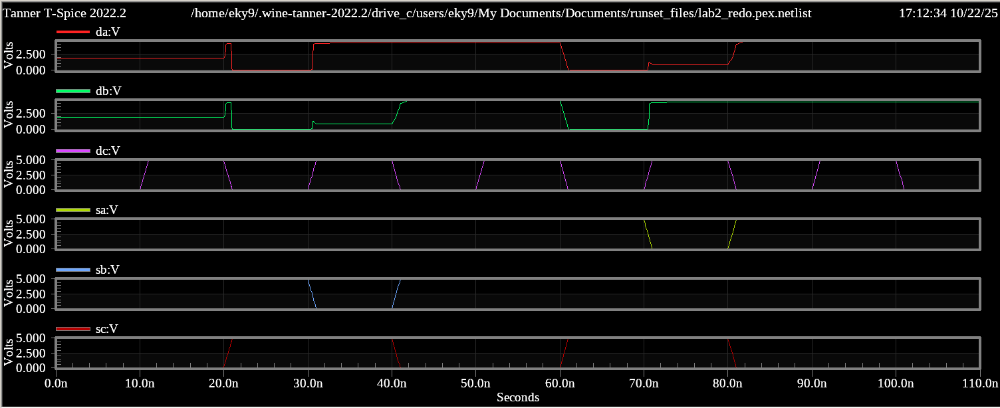 Tanner T-Spice 2022.2 /home/eky9/.wine-tanner-2022.2/drive_c/users/eky9/My Documents/Documents/runset_files/lab2_redo.pex.netlist 17:12:34 10/22/25
da:V
Volts
2.500
0.000
db:V
Volts
2.500
0.000
dc:V
Volts
5.000
2.500
0.000
sa:V
Volts
5.000
2.500
0.000
sb:V
Volts
5.000
2.500
0.000
sc:V
Volts
5.000
2.500
0.000
0.0n 10.0n 20.0n 30.0n 40.0n 50.0n 60.0n 70.0n 80.0n 90.0n 100.0n 110.0n
Seconds